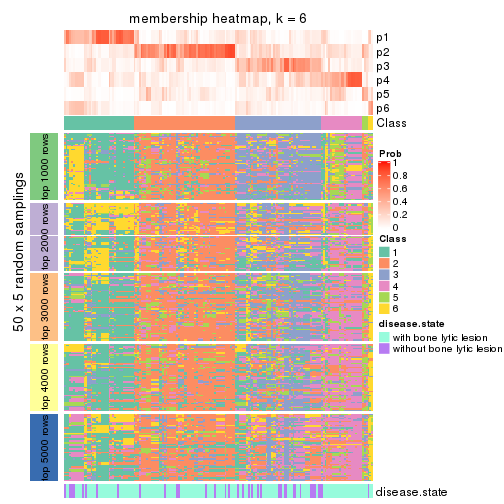 membership heatmap, k = 6
p1
p2
p3
p4
p5
p6
Class
50 x 5 random samplings
top 1000 rows
top 2000 rows
top 3000 rows
top 4000 rows
top 5000 rows
Prob
1
0.8
0.6
0.4
0.2
0
Class
1
2
3
4
5
6
disease.state
with bone lytic lesion
without bone lytic lesion
disease.state